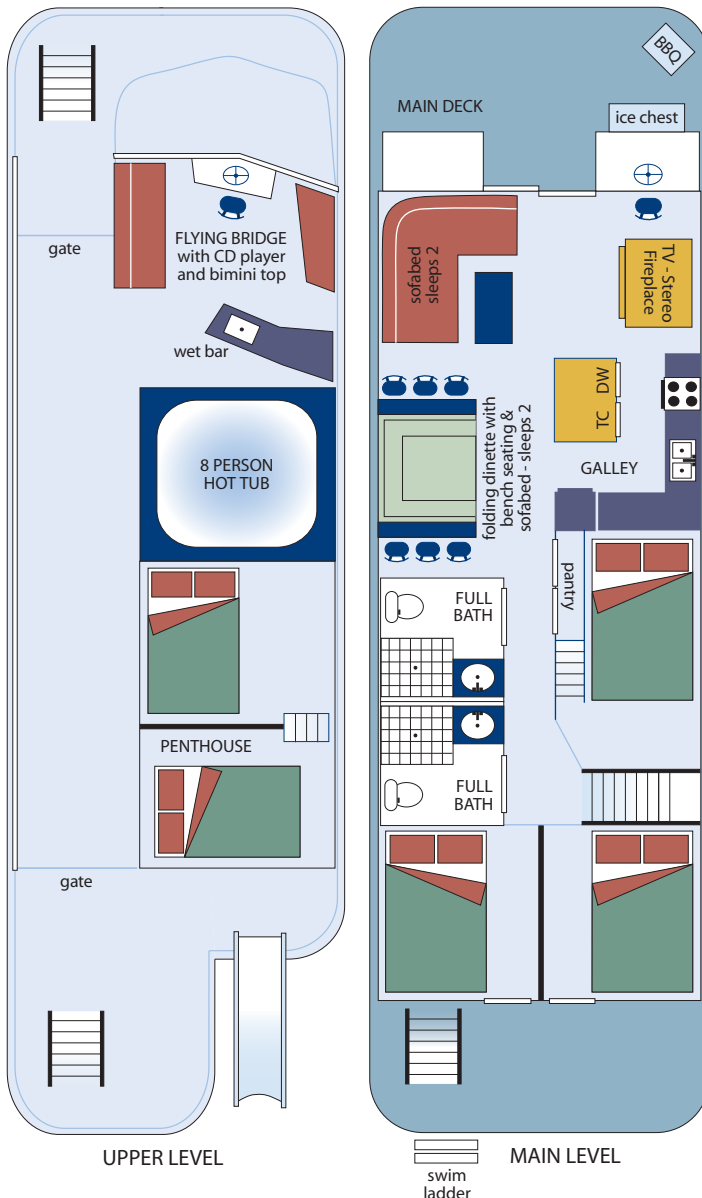 gate
FLYING BRIDGE
with CD player
and bimini top
wet bar
8 PERSON
HOT TUB
PENTHOUSE
gate
UPPER LEVEL
BBQ
MAIN DECK
ice chest
sofabed
sleeps 2
TV - Stereo
Fireplace
DW
TC
GALLEY
folding dinette with
bench seating &
sofabed - sleeps 2
pantry
FULL
BATH
FULL
BATH
MAIN LEVEL
swim
ladder